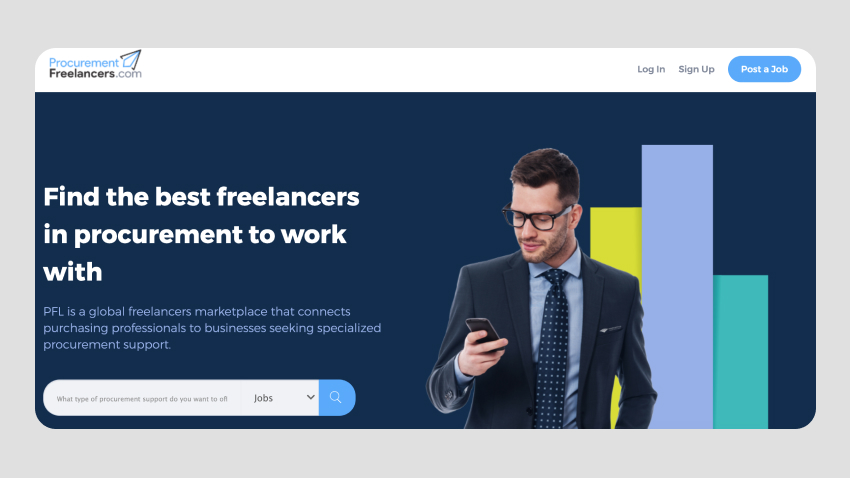 Procurement
Freelancers.com
Log In
Sign Up
Post a Job
Find the best freelancers
in procurement to work
with
PFL is a global freelancers marketplace that connects
purchasing professionals to businesses seeking specialized
procurement support.
What type of procurement support do you want to off
Jobs